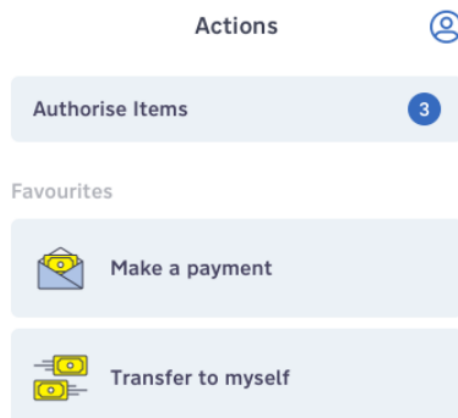 Actions
Authorise Items
3
Favourites
Make a payment
Transfer to myself